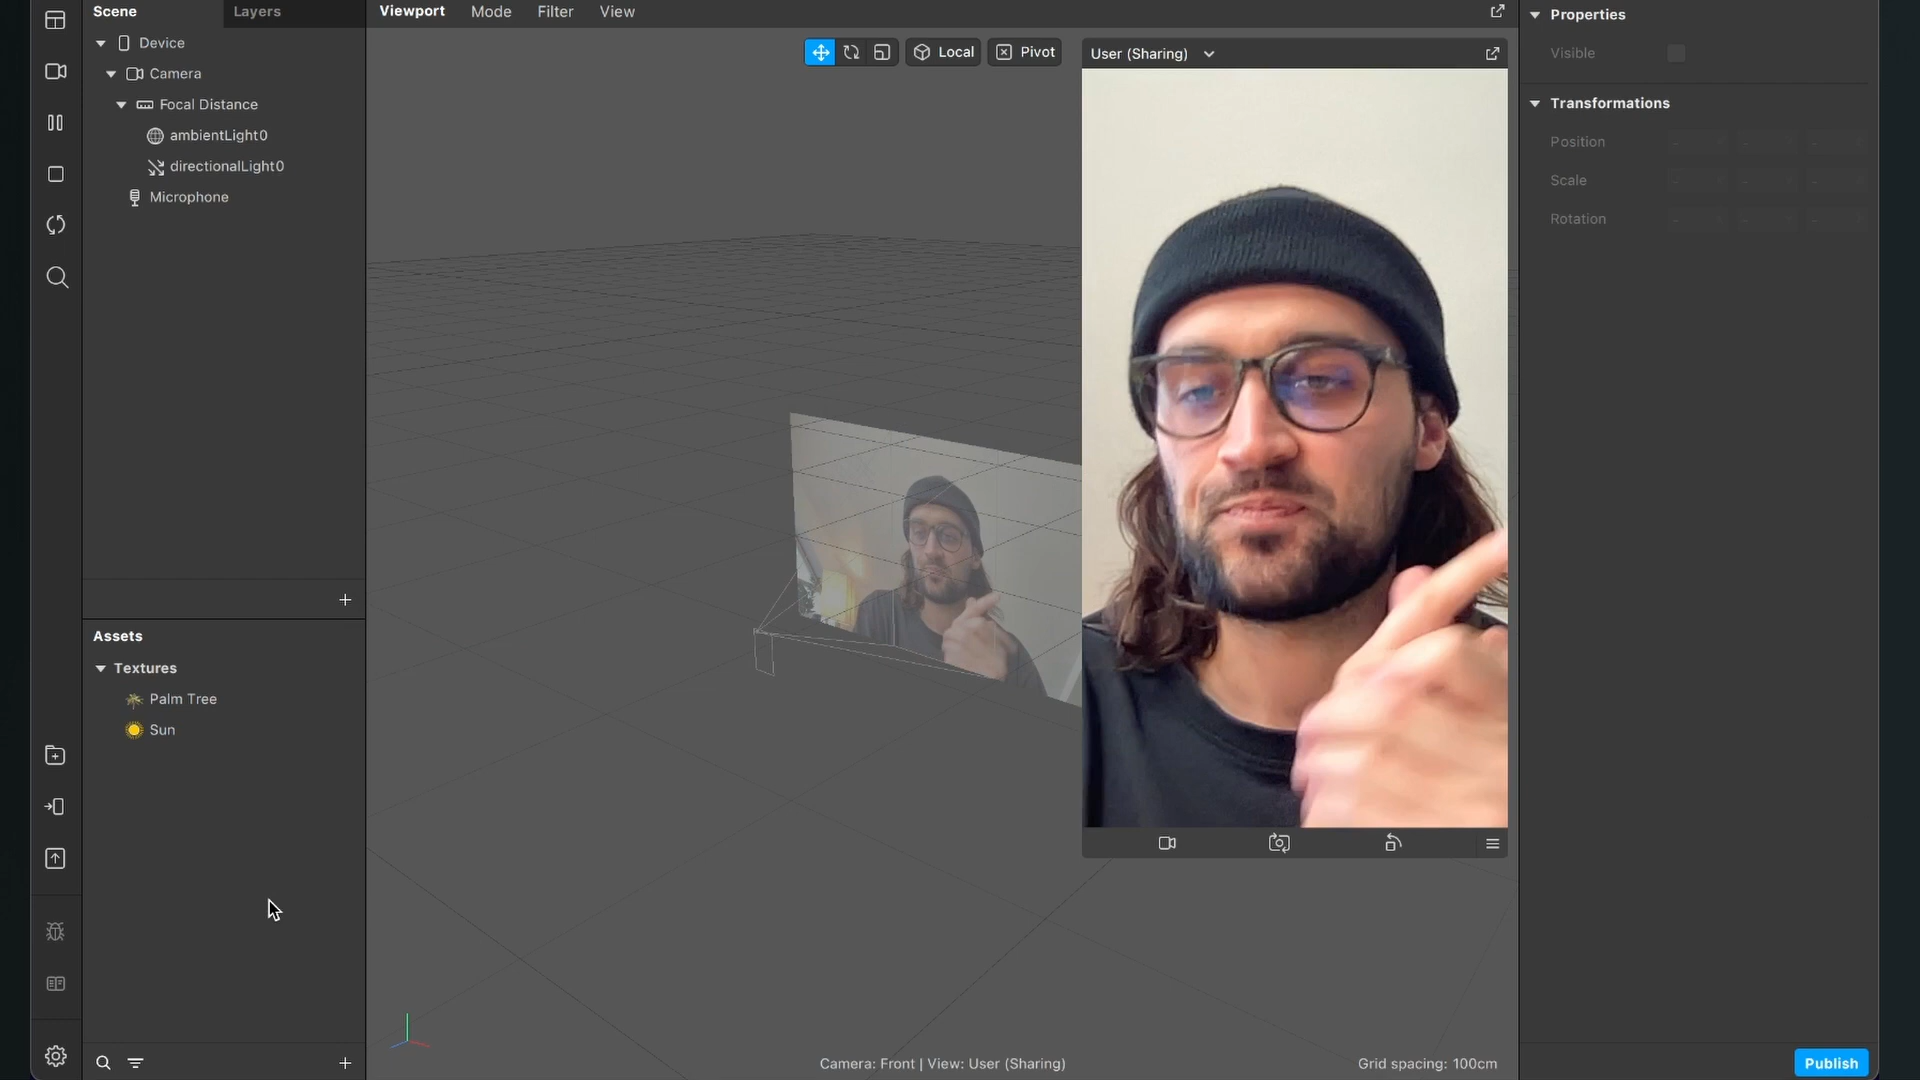 Scene
Layers
Device
Camera
Focal Distance
ambientLight0
directionalLight0
Microphone
Assets
Textures
Palm Tree
Sun
Viewport
Mode
Filter
View
Local
Pivot
User (Sharing)
Camera: Front | View: User (Sharing)
Grid spacing: 100cm
Properties
Visible
Transformations
Position
Scale
Rotation
Publish